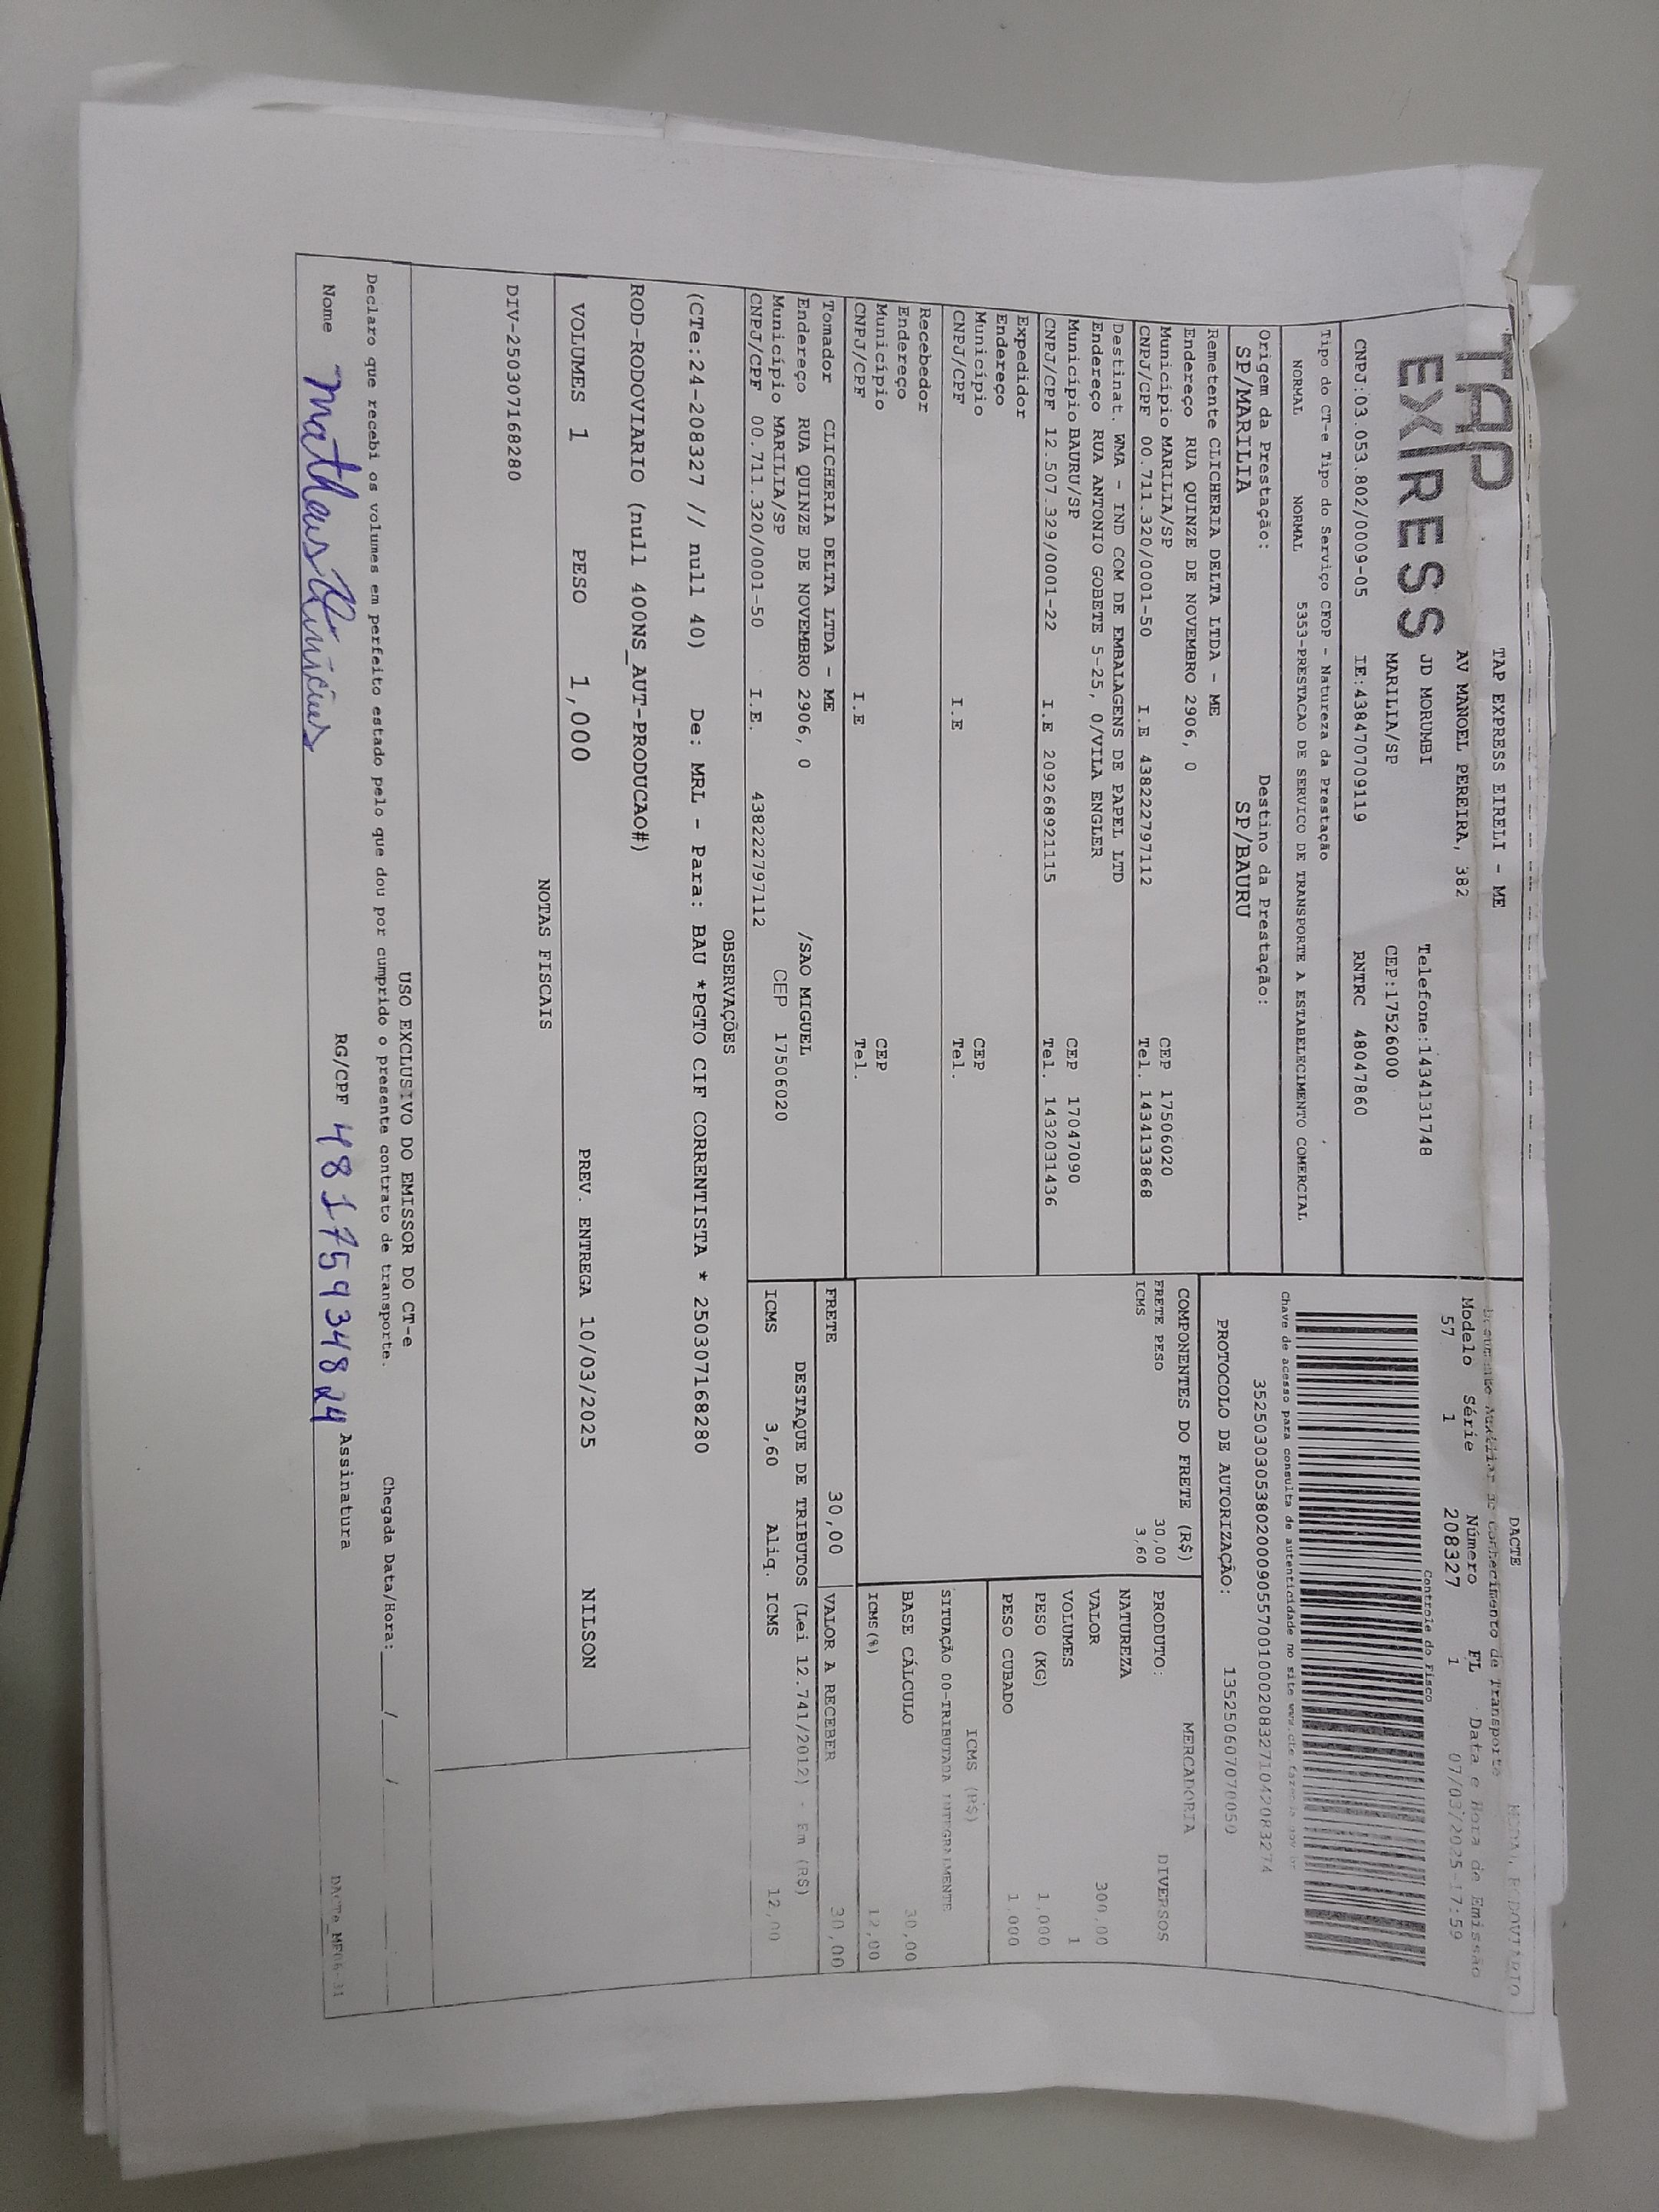 TAP
EXPRESS
TAP EXPRESS EIRELI - ME
AV MANOEL PEREIRA, 382
JD MORUMBI Telefone:1434131748
MARILIA/SP CEP:17526000
CNPJ:03.053.802/0009-05 IE:438470709119 RNTRC 48047860
DACTE MODAL RODOVIARIO
Documento Auxiliar de Conhecimento de Transporte
Modelo Série Número FL Data e Hora de Emissão
57 1 208327 1 07/03/2025-17:59
Controle do Fisco
Chave de acesso para consulta de autenticidade no site www.cte.fazenda.gov.br
PROTOCOLO DE AUTORIZAÇÃO:
Tipo do CT-e Tipo do Serviço CFOP - Natureza da Prestação
NORMAL NORMAL 5353-PRESTACAO DE SERVICO DE TRANSPORTE A ESTABELECIMENTO COMERCIAL
Origem da Prestação: Destino da Prestação:
SP/MARILIA SP/BAURU
Remetente CLICHERIA DELTA LTDA - ME
Endereço RUA QUINZE DE NOVEMBRO 2906, 0
Município MARILIA/SP CEP 17506020
CNPJ/CPF 00.711.320/0001-50 I.E 438222797112 Tel. 1434133868
Destinat. WMA - IND COM DE EMBALAGENS DE PAPEL LTD
Endereço RUA ANTONIO GOBETE 5-25, 0/VILA ENGLER
Município BAURU/SP CEP 17047090
CNPJ/CPF 12.507.329/0001-22 I.E 209268921115 Tel. 1432031436
Expedidor
Endereço
Município CEP
CNPJ/CPF I.E Tel.
Recebedor
Endereço
Município CEP
CNPJ/CPF I.E Tel.
Tomador CLICHERIA DELTA LTDA - ME
Endereço RUA QUINZE DE NOVEMBRO 2906, 0 /SAO MIGUEL
Município MARILIA/SP CEP 17506020
CNPJ/CPF 00.711.320/0001-50 I.E. 438222797112
COMPONENTES DO FRETE (R$)
FRETE PESO 30,00
ICMS 3,60
MERCADORIA
PRODUTO: DIVERSOS
NATUREZA
VALOR 300,00
VOLUMES 1
PESO (KG) 1,000
PESO CUBADO 1,000
ICMS (R$)
SITUAÇÃO 00-TRIBUTADA INTEGRALMENTE
BASE CÁLCULO 30,00
ICMS(%) 12,00
FRETE 30,00 VALOR A RECEBER 30,00
DESTAQUE DE TRIBUTOS (Lei 12.741/2012) - Em (R$)
ICMS 3,60 Aliq. ICMS 12,00
OBSERVAÇÕES
(CTe:24-208327 // null 40) De: MRL - Para: BAU *PGTO CIF CORRENTISTA * 250307168280
ROD-RODOVIARIO (null 400NS_AUT-PRODUCAO#)
VOLUMES 1 PESO 1,000 PREV. ENTREGA 10/03/2025 NILSON
NOTAS FISCAIS
DIV-250307168280
USO EXCLUSIVO DO EMISSOR DO CT-e
Declaro que recebi os volumes em perfeito estado pelo que dou por cumprido o presente contrato de transporte. Chegada Data/Hora:____/____/____
Nome Matheus Vinicius RG/CPF 48175934824 Assinatura